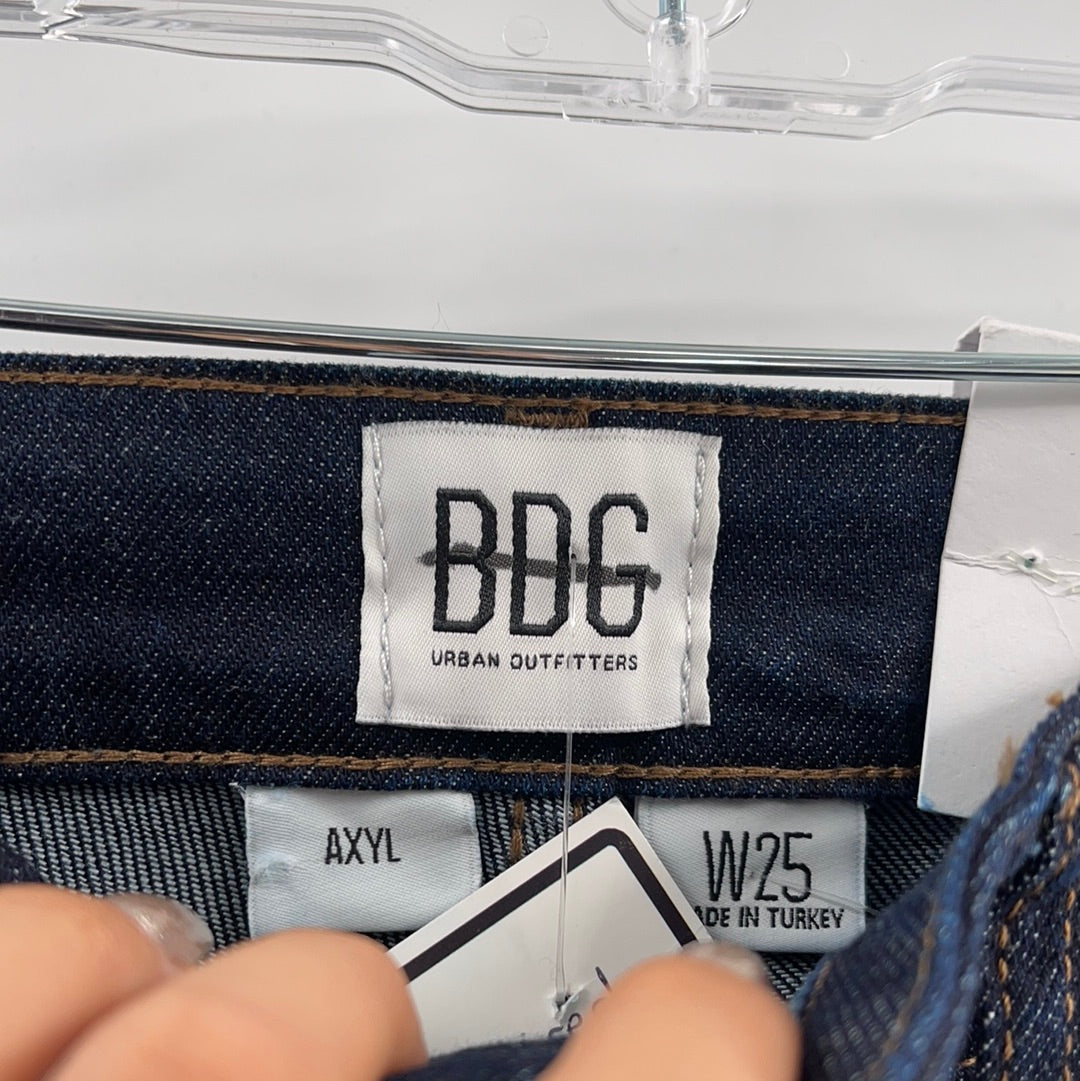 BDG
URBAN OUTFITTERS
AXYL
W25
ADE IN TURKEY